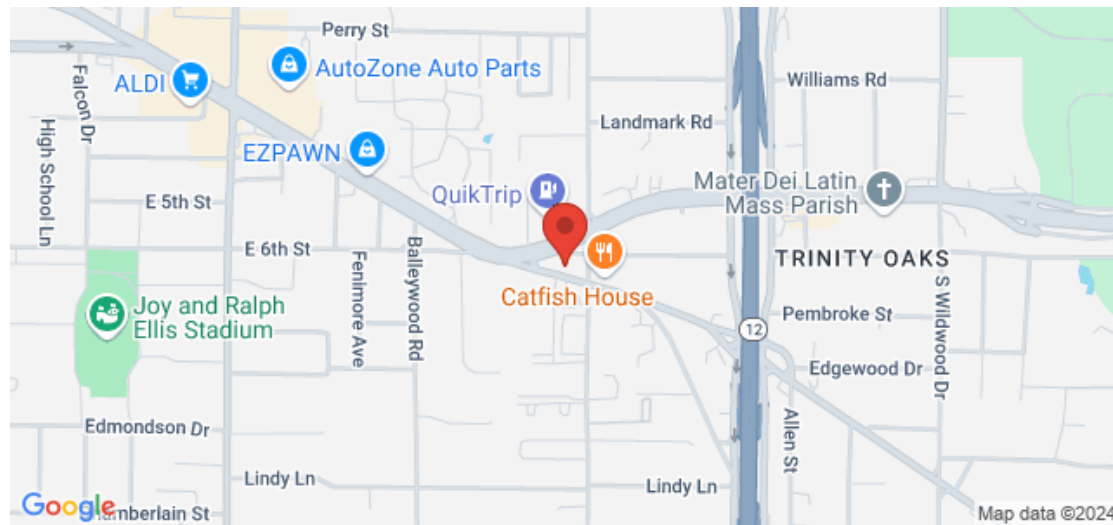 Perry St
AutoZone Auto Parts
ALDI
Williams Rd
Falcon Dr
High School Ln
Landmark Rd
EZPAWN
QuikTrip
Mater Dei Latin
Mass Parish
E 5th St
E 6th St
Balleywood Rd
Fenimore Ave
TRINITY OAKS
S Wildwood Dr
Catfish House
Joy and Ralph
Ellis Stadium
Pembroke St
12
Edgewood Dr
Allen St
Edmondson Dr
Lindy Ln
Lindy Ln
Google
Map data ©2024